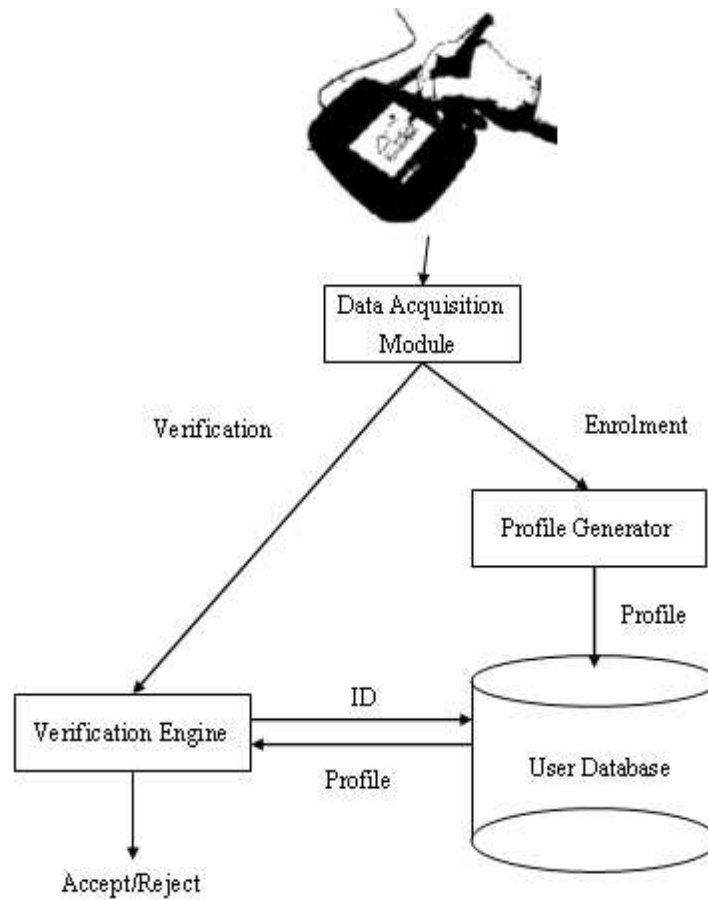 Data Acquisition
Module
Verification
Enrolment
Profile Generator
Profile
ID
Verification Engine
User Database
Profile
Accept/Reject